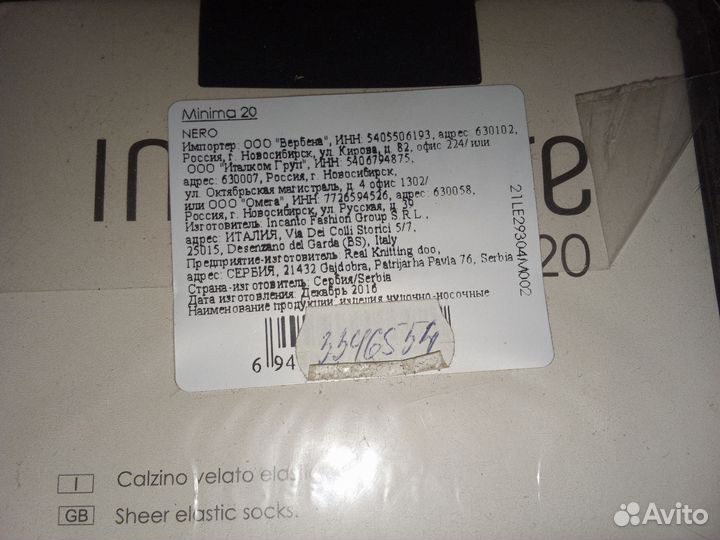 Minima 20
NERO
Импортер: ООО "Вербена", ИНН: 5405506193, адрес: 630102,
Россия, г. Новосибирск, ул. Кирова, д. 82, офис 224/ или
ООО "Италком Груп", ИНН: 5406794875,
адрес: 630007, Россия, г. Новосибирск,
ул. Октябрьская магистраль, д. 4 офис 1302/
или ООО "Омега", ИНН: 7726594526, адрес: 630058,
Россия, г. Новосибирск, ул. Русская, д. 39
Изготовитель: Incanto Fashion Group S.R.L.,
адрес: ИТАЛИЯ, Via Dei Colli Storici 5/7,
25015, Desenzano del Garda (BS), Italy
Предприятие-изготовитель: Real Knitting doo,
адрес: СЕРБИЯ, 21432 Gajdobra, Patrijarha Pavla 76, Serbia
Страна-изготовитель: Сербия/Serbia
Дата изготовления: Декабрь 2016
Наименование продукции: изделия чулочно-носочные
21LE29304M002
6 94
3346554
in
re
20
I Calzino velato elas
GB Sheer elastic socks.
Avito